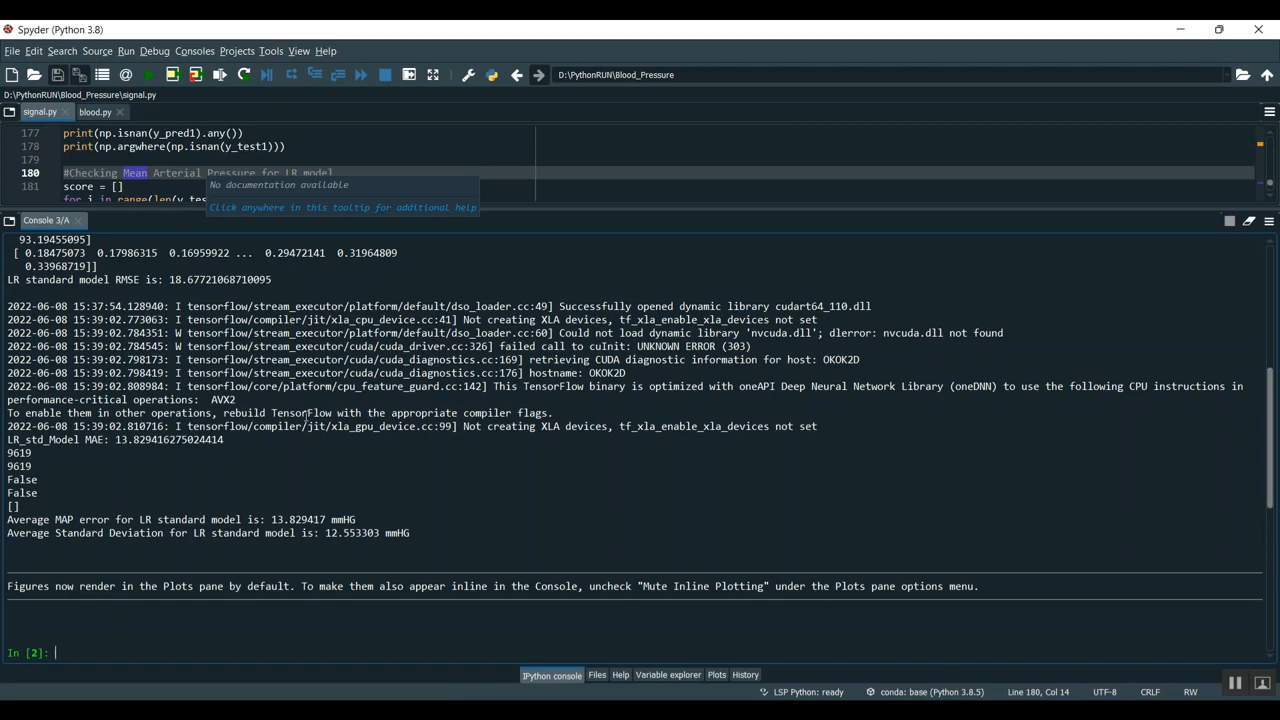 Spyder (Python 3.8)
File Edit Search Source Run Debug Consoles Projects Tools View Help
D:\PythonRUN\Blood_Pressure
D:\PythonRUN\Blood_Pressure\signal.py
signal.py blood.py
177 print(np.isnan(y_pred1).any())
178 print(np.argwhere(np.isnan(y_test1)))
179
180 #Checking Mean Arterial Pressure for LR model
No documentation available
181 score = []
for i in range(len(y_tes
Click anywhere in this tooltip for additional help
Console 3/A
93.19455095]
[ 0.18475073 0.17986315 0.16959922 ... 0.29472141 0.31964809
0.33968719]]
LR standard model RMSE is: 18.67721068710095
2022-06-08 15:37:54.128940: I tensorflow/stream_executor/platform/default/dso_loader.cc:49] Successfully opened dynamic library cudart64_110.dll
2022-06-08 15:39:02.773063: I tensorflow/compiler/jit/xla_cpu_device.cc:41] Not creating XLA devices, tf_xla_enable_xla_devices not set
2022-06-08 15:39:02.784351: W tensorflow/stream_executor/platform/default/dso_loader.cc:60] Could not load dynamic library 'nvcuda.dll'; dlerror: nvcuda.dll not found
2022-06-08 15:39:02.784545: W tensorflow/stream_executor/cuda/cuda_driver.cc:326] failed call to cuInit: UNKNOWN ERROR (303)
2022-06-08 15:39:02.798173: I tensorflow/stream_executor/cuda/cuda_diagnostics.cc:169] retrieving CUDA diagnostic information for host: OKOK2D
2022-06-08 15:39:02.798419: I tensorflow/stream_executor/cuda/cuda_diagnostics.cc:176] hostname: OKOK2D
2022-06-08 15:39:02.808984: I tensorflow/core/platform/cpu_feature_guard.cc:142] This TensorFlow binary is optimized with oneAPI Deep Neural Network Library (oneDNN) to use the following CPU instructions in
performance-critical operations: AVX2
To enable them in other operations, rebuild TensorFlow with the appropriate compiler flags.
2022-06-08 15:39:02.810716: I tensorflow/compiler/jit/xla_gpu_device.cc:99] Not creating XLA devices, tf_xla_enable_xla_devices not set
LR_std_Model MAE: 13.829416275024414
9619
9619
False
False
[]
Average MAP error for LR standard model is: 13.829417 mmHG
Average Standard Deviation for LR standard model is: 12.553303 mmHG
Figures now render in the Plots pane by default. To make them also appear inline in the Console, uncheck "Mute Inline Plotting" under the Plots pane options menu.
In [2]:
IPython console Files Help Variable explorer Plots History
LSP Python: ready conda: base (Python 3.8.5) Line 180, Col 14 UTF-8 CRLF RW